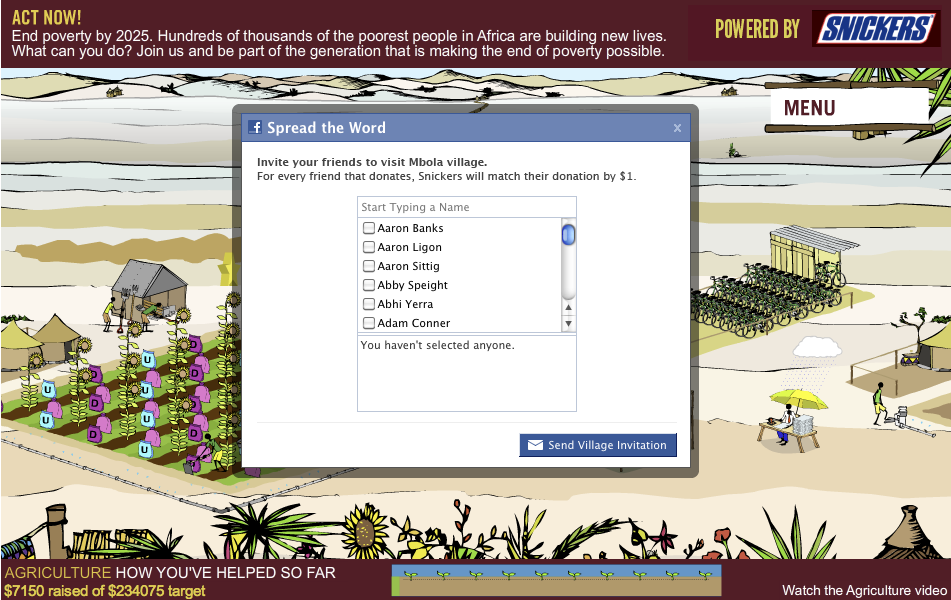 ACT NOW!
End poverty by 2025. Hundreds of thousands of the poorest people in Africa are building new lives.
What can you do? Join us and be part of the generation that is making the end of poverty possible.
POWERED BY
SNICKERS
MENU
f Spread the Word x
Invite your friends to visit Mbola village.
For every friend that donates, Snickers will match their donation by $1.
Start Typing a Name
Aaron Banks
Aaron Ligon
Aaron Sittig
Abby Speight
Abhi Yerra
Adam Conner
You haven't selected anyone.
Send Village Invitation
U
D
U
D
U
D
U
D
U
D
AGRICULTURE HOW YOU'VE HELPED SO FAR
$7150 raised of $234075 target
Watch the Agriculture video